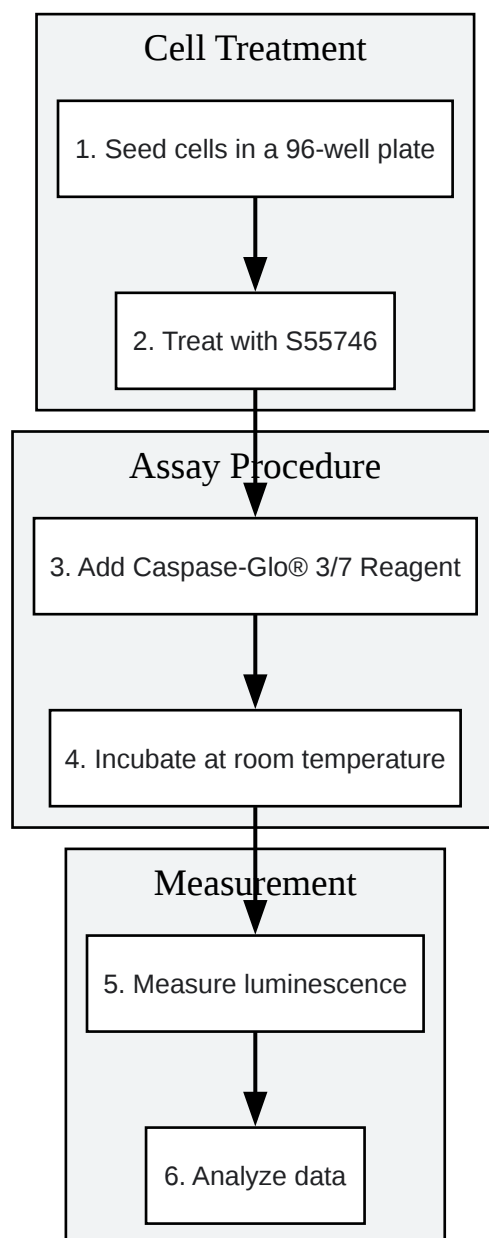 Cell Treatment
1. Seed cells in a 96-well plate
2. Treat with S55746
Assay Procedure
3. Add Caspase-Glo® 3/7 Reagent
4. Incubate at room temperature
Measurement
5. Measure luminescence
6. Analyze data